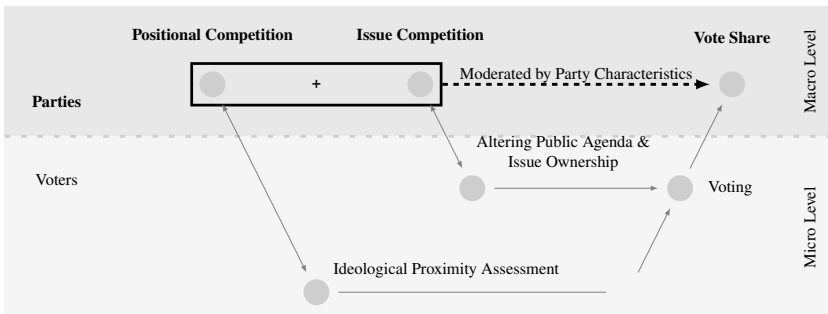 Positional Competition
Issue Competition
Vote Share
Macro Level
+
Moderated by Party Characteristics
Parties
Altering Public Agenda &
Issue Ownership
Voters
Voting
Micro Level
Ideological Proximity Assessment